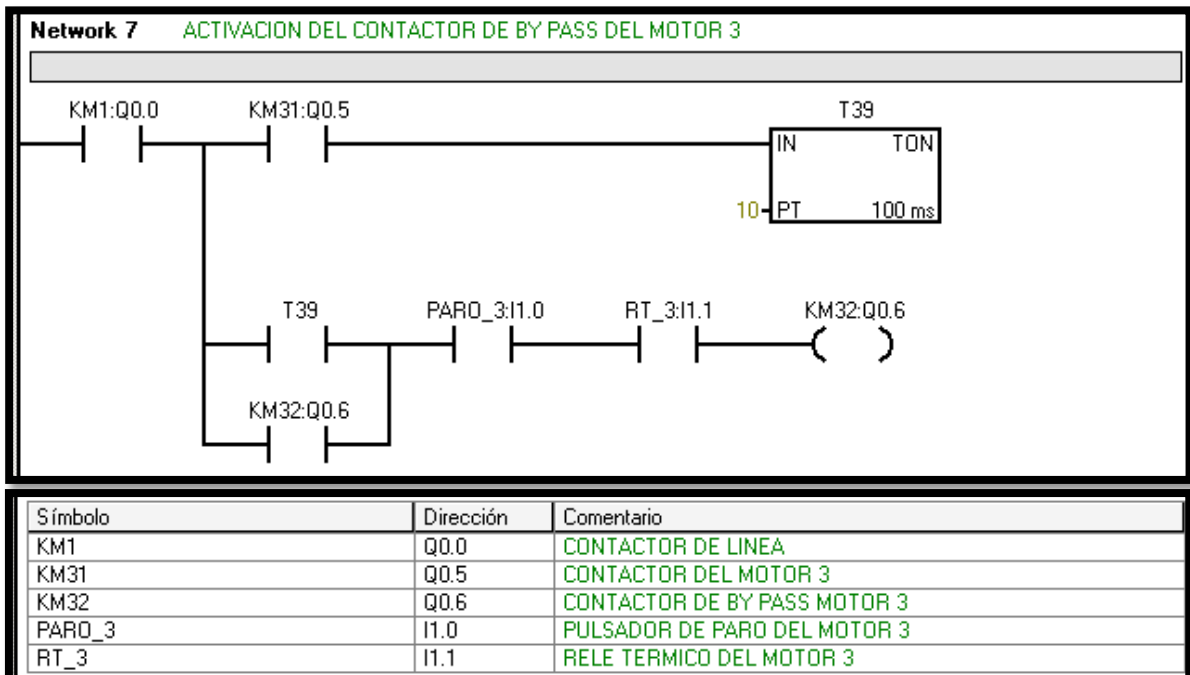 Network 7 ACTIVACION DEL CONTACTOR DE BY PASS DEL MOTOR 3
KM1:Q0.0 KM31:Q0.5 T39
IN TON
10 PT 100 ms
T39 PARO_3:I1.0 RT_3:I1.1 KM32:Q0.6
KM32:Q0.6
Símbolo Dirección Comentario
KM1 Q0.0 CONTACTOR DE LINEA
KM31 Q0.5 CONTACTOR DEL MOTOR 3
KM32 Q0.6 CONTACTOR DE BY PASS MOTOR 3
PARO_3 I1.0 PULSADOR DE PARO DEL MOTOR 3
RT_3 I1.1 RELE TERMICO DEL MOTOR 3